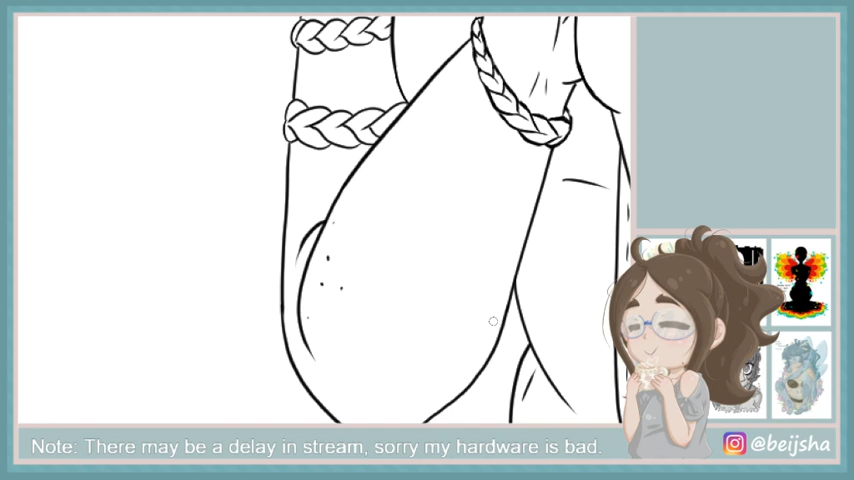 Note: There may be a delay in stream, sorry my hardware is bad.
@beijsha